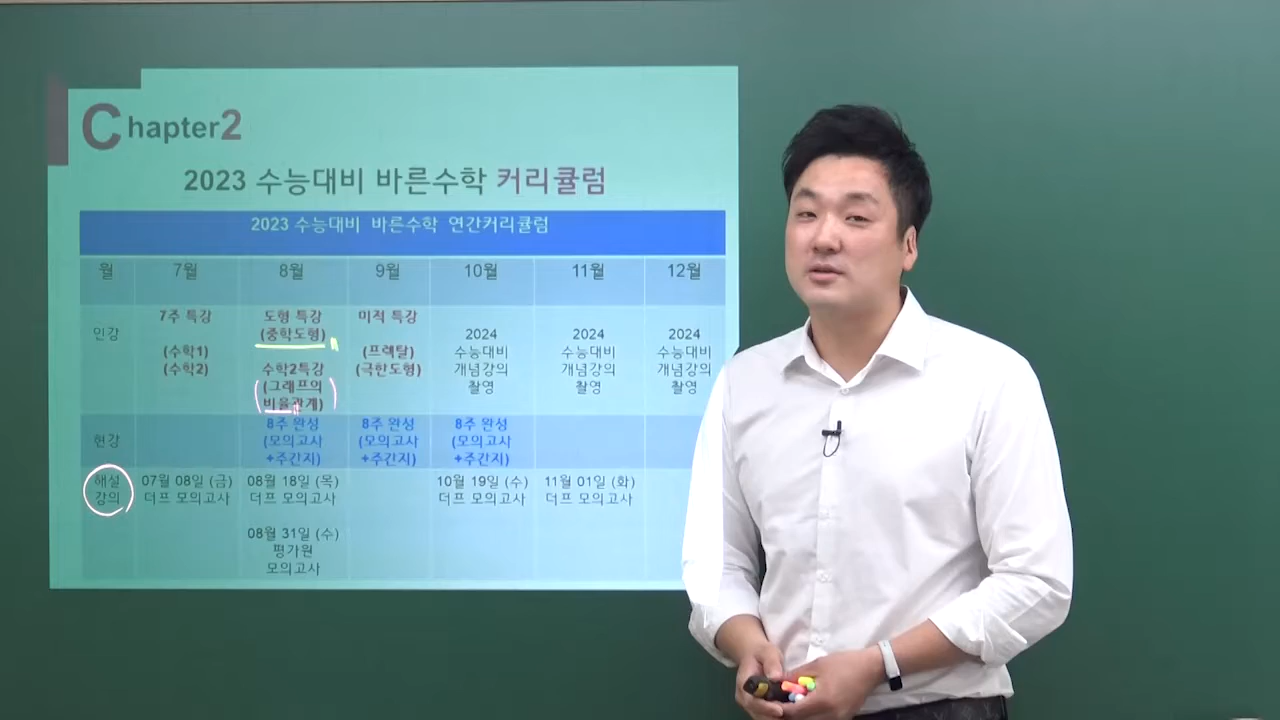 Chapter2
2023 수능대비 바른수학 커리큘럼
2023 수능대비 바른수학 연간커리큘럼
월 7월 8월 9월 10월 11월 12월
인강
7주 특강
(수학1)
(수학2)
도형 특강
(중학도형)
수학2특강
(그래프의
비율관계)
미적 특강
(프랙탈)
(극한도형)
2024
수능대비
개념강의
촬영
2024
수능대비
개념강의
촬영
2024
수능대비
개념강의
촬영
현강
8주 완성
(모의고사
+주간지)
8주 완성
(모의고사
+주간지)
8주 완성
(모의고사
+주간지)
해설
강의
07월 08일 (금)
더프 모의고사
08월 18일 (목)
더프 모의고사
08월 31일 (수)
평가원
모의고사
10월 19일 (수)
더프 모의고사
11월 01일 (화)
더프 모의고사